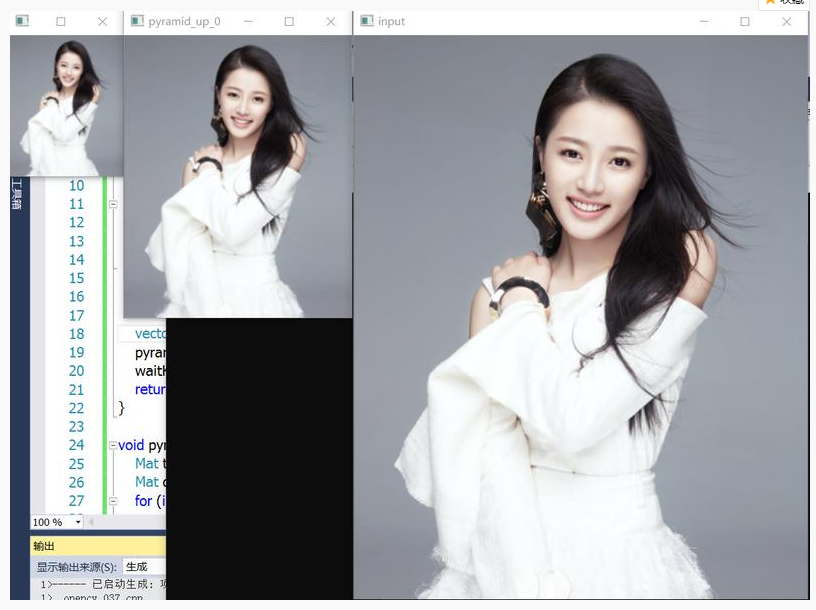 收藏
pyramid_up_0
input
工具箱
10
11
12
13
14
15
16
17
18 vecto
19 pyran
20 waitK
21 retur
22 }
23
24 void pyr
25 Mat t
26 Mat c
27 for (i
100 %
输出
显示输出来源(S): 生成
1>------ 已启动生成: 项
1> opencv_037.cpp